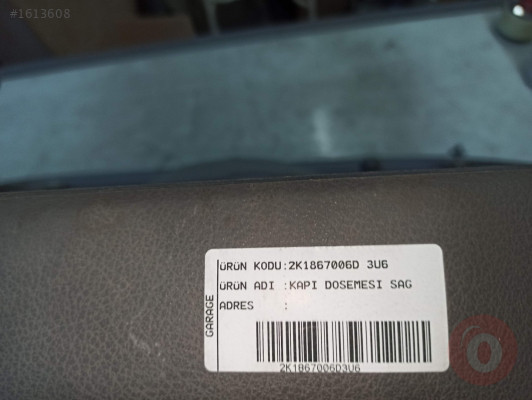 #1613608
GARAGE
ÜRÜN KODU:2K1867006D 3U6
ÜRÜN ADI :KAPI DOSEMESI SAG
ADRES :
2K1867006D3U6